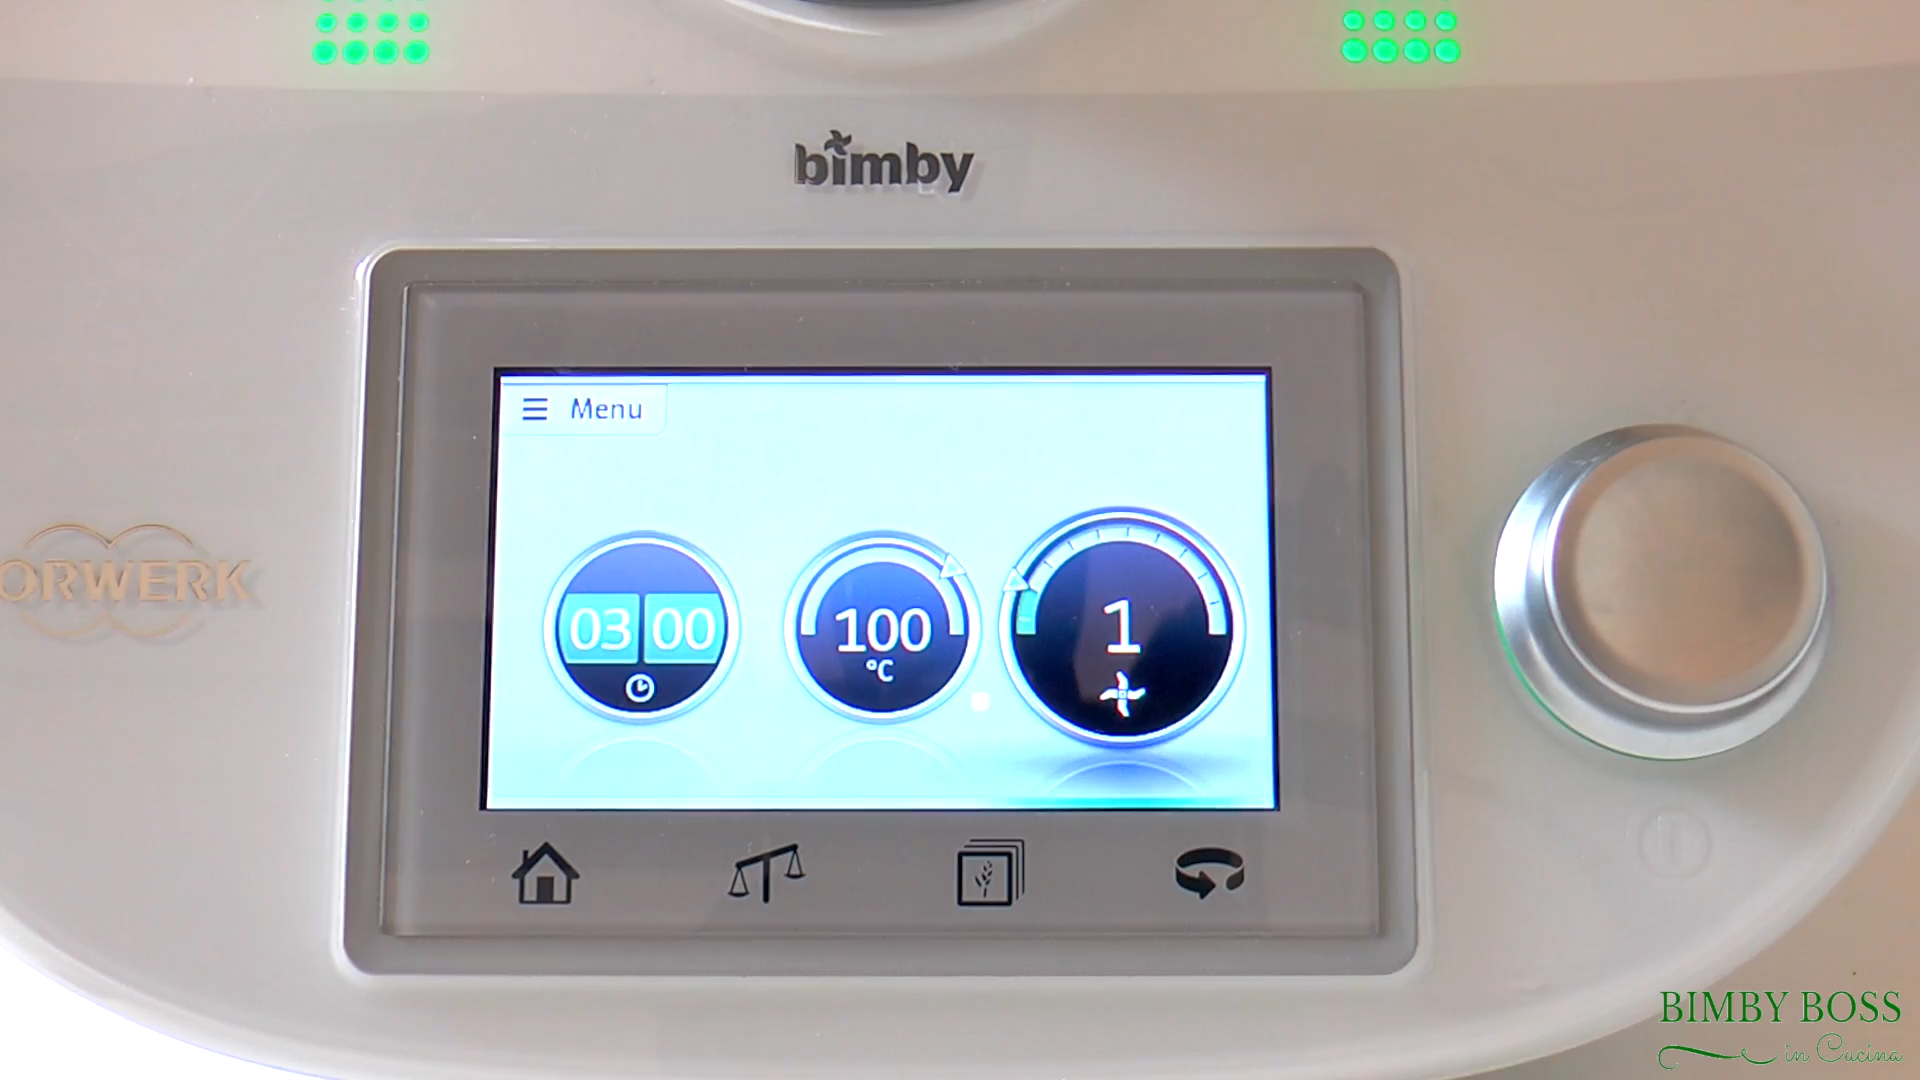 bimby
Menu
ORWERK
03 00
100
°C
1
BIMBY BOSS
in Cucina